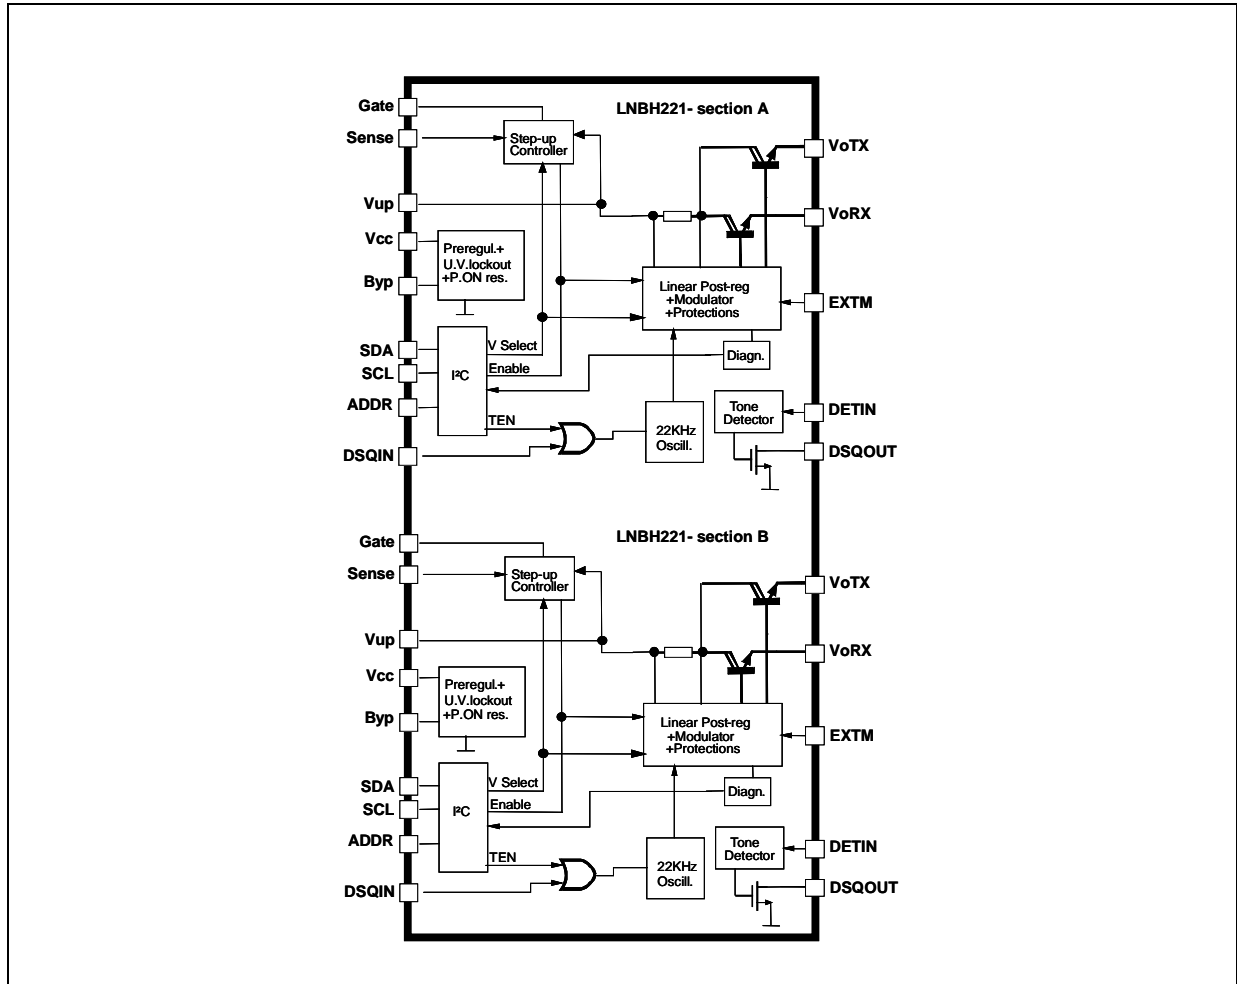 LNBH221- section A
Gate
Sense
Step-up
Controller
VoTX
Vup
VoRX
Vcc
Byp
Preregul.+
U.V.lockout
+P.ON res.
Linear Post-reg
+Modulator
+Protections
EXTM
SDA
SCL
ADDR
I²C
V Select
Enable
TEN
Diagn.
DSQIN
22KHz
Oscill.
Tone
Detector
DETIN
DSQOUT
LNBH221- section B
Gate
Sense
Step-up
Controller
VoTX
Vup
VoRX
Vcc
Byp
Preregul.+
U.V.lockout
+P.ON res.
Linear Post-reg
+Modulator
+Protections
EXTM
SDA
SCL
ADDR
I²C
V Select
Enable
TEN
Diagn.
DSQIN
22KHz
Oscill.
Tone
Detector
DETIN
DSQOUT